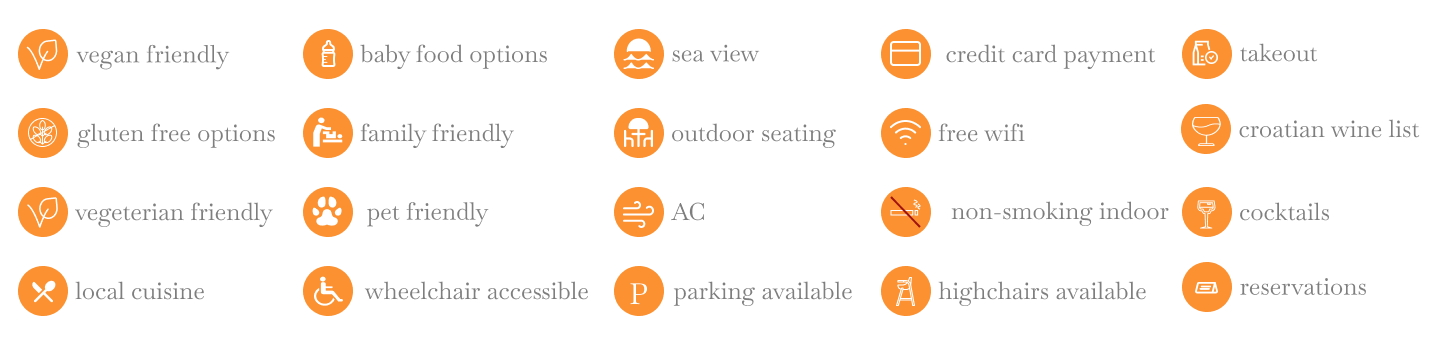 vegan friendly
baby food options
sea view
credit card payment
takeout
gluten free options
family friendly
outdoor seating
free wifi
croatian wine list
vegeterian friendly
pet friendly
AC
non-smoking indoor
cocktails
local cuisine
wheelchair accessible
P
parking available
highchairs available
reservations